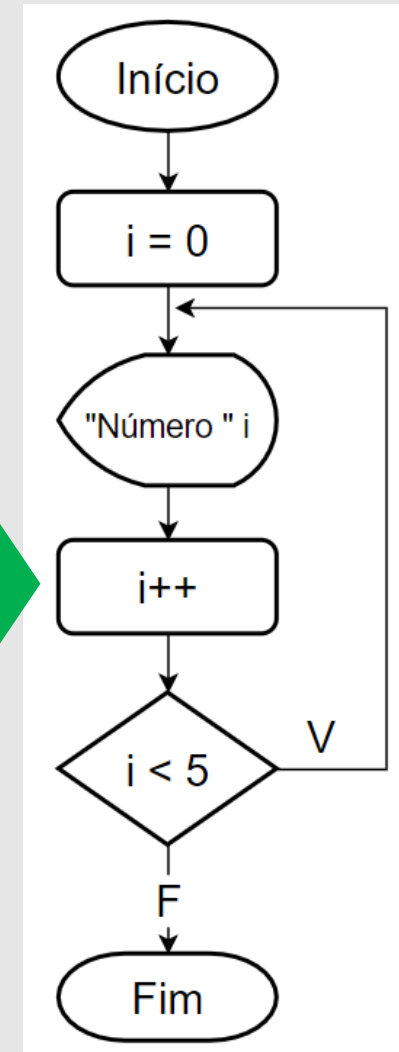 Início
i = 0
"Número " i
i++
i < 5
V
F
Fim